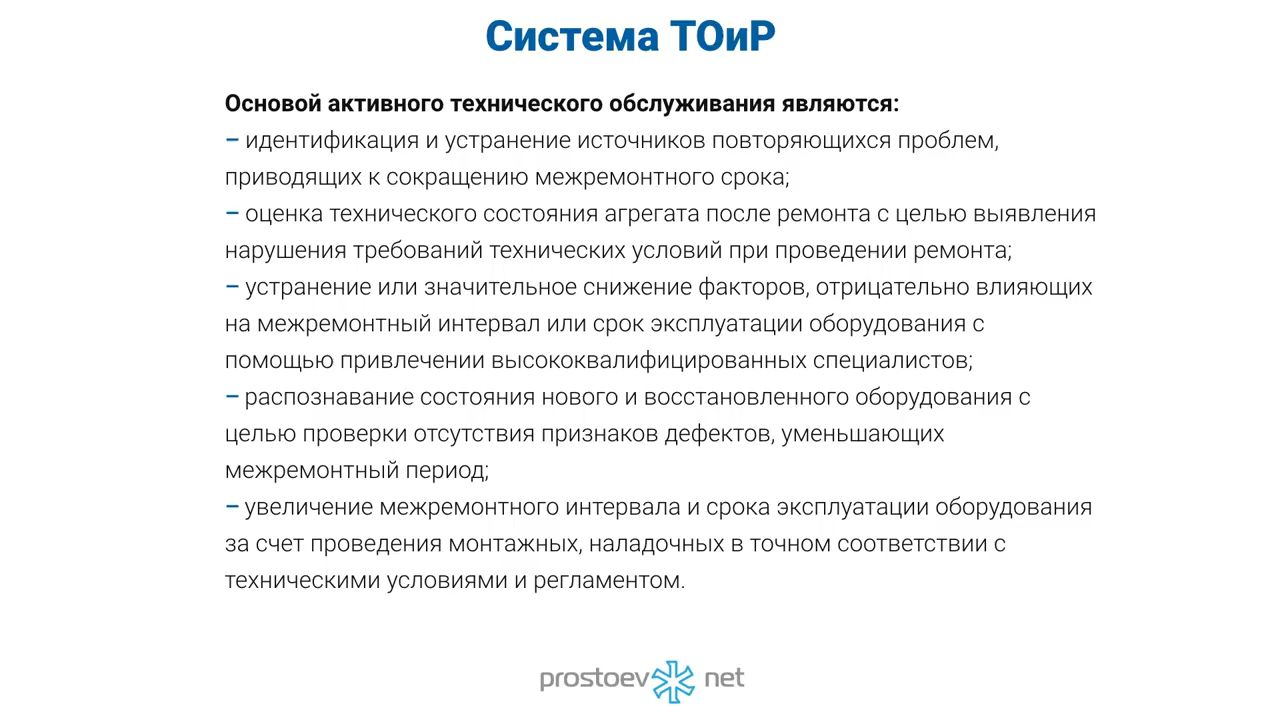 Система ТОиР
Основой активного технического обслуживания являются:
– идентификация и устранение источников повторяющихся проблем,
приводящих к сокращению межремонтного срока;
– оценка технического состояния агрегата после ремонта с целью выявления
нарушения требований технических условий при проведении ремонта;
– устранение или значительное снижение факторов, отрицательно влияющих
на межремонтный интервал или срок эксплуатации оборудования с
помощью привлечении высококвалифицированных специалистов;
– распознавание состояния нового и восстановленного оборудования с
целью проверки отсутствия признаков дефектов, уменьшающих
межремонтный период;
– увеличение межремонтного интервала и срока эксплуатации оборудования
за счет проведения монтажных, наладочных в точном соответствии с
техническими условиями и регламентом.
prostoev net